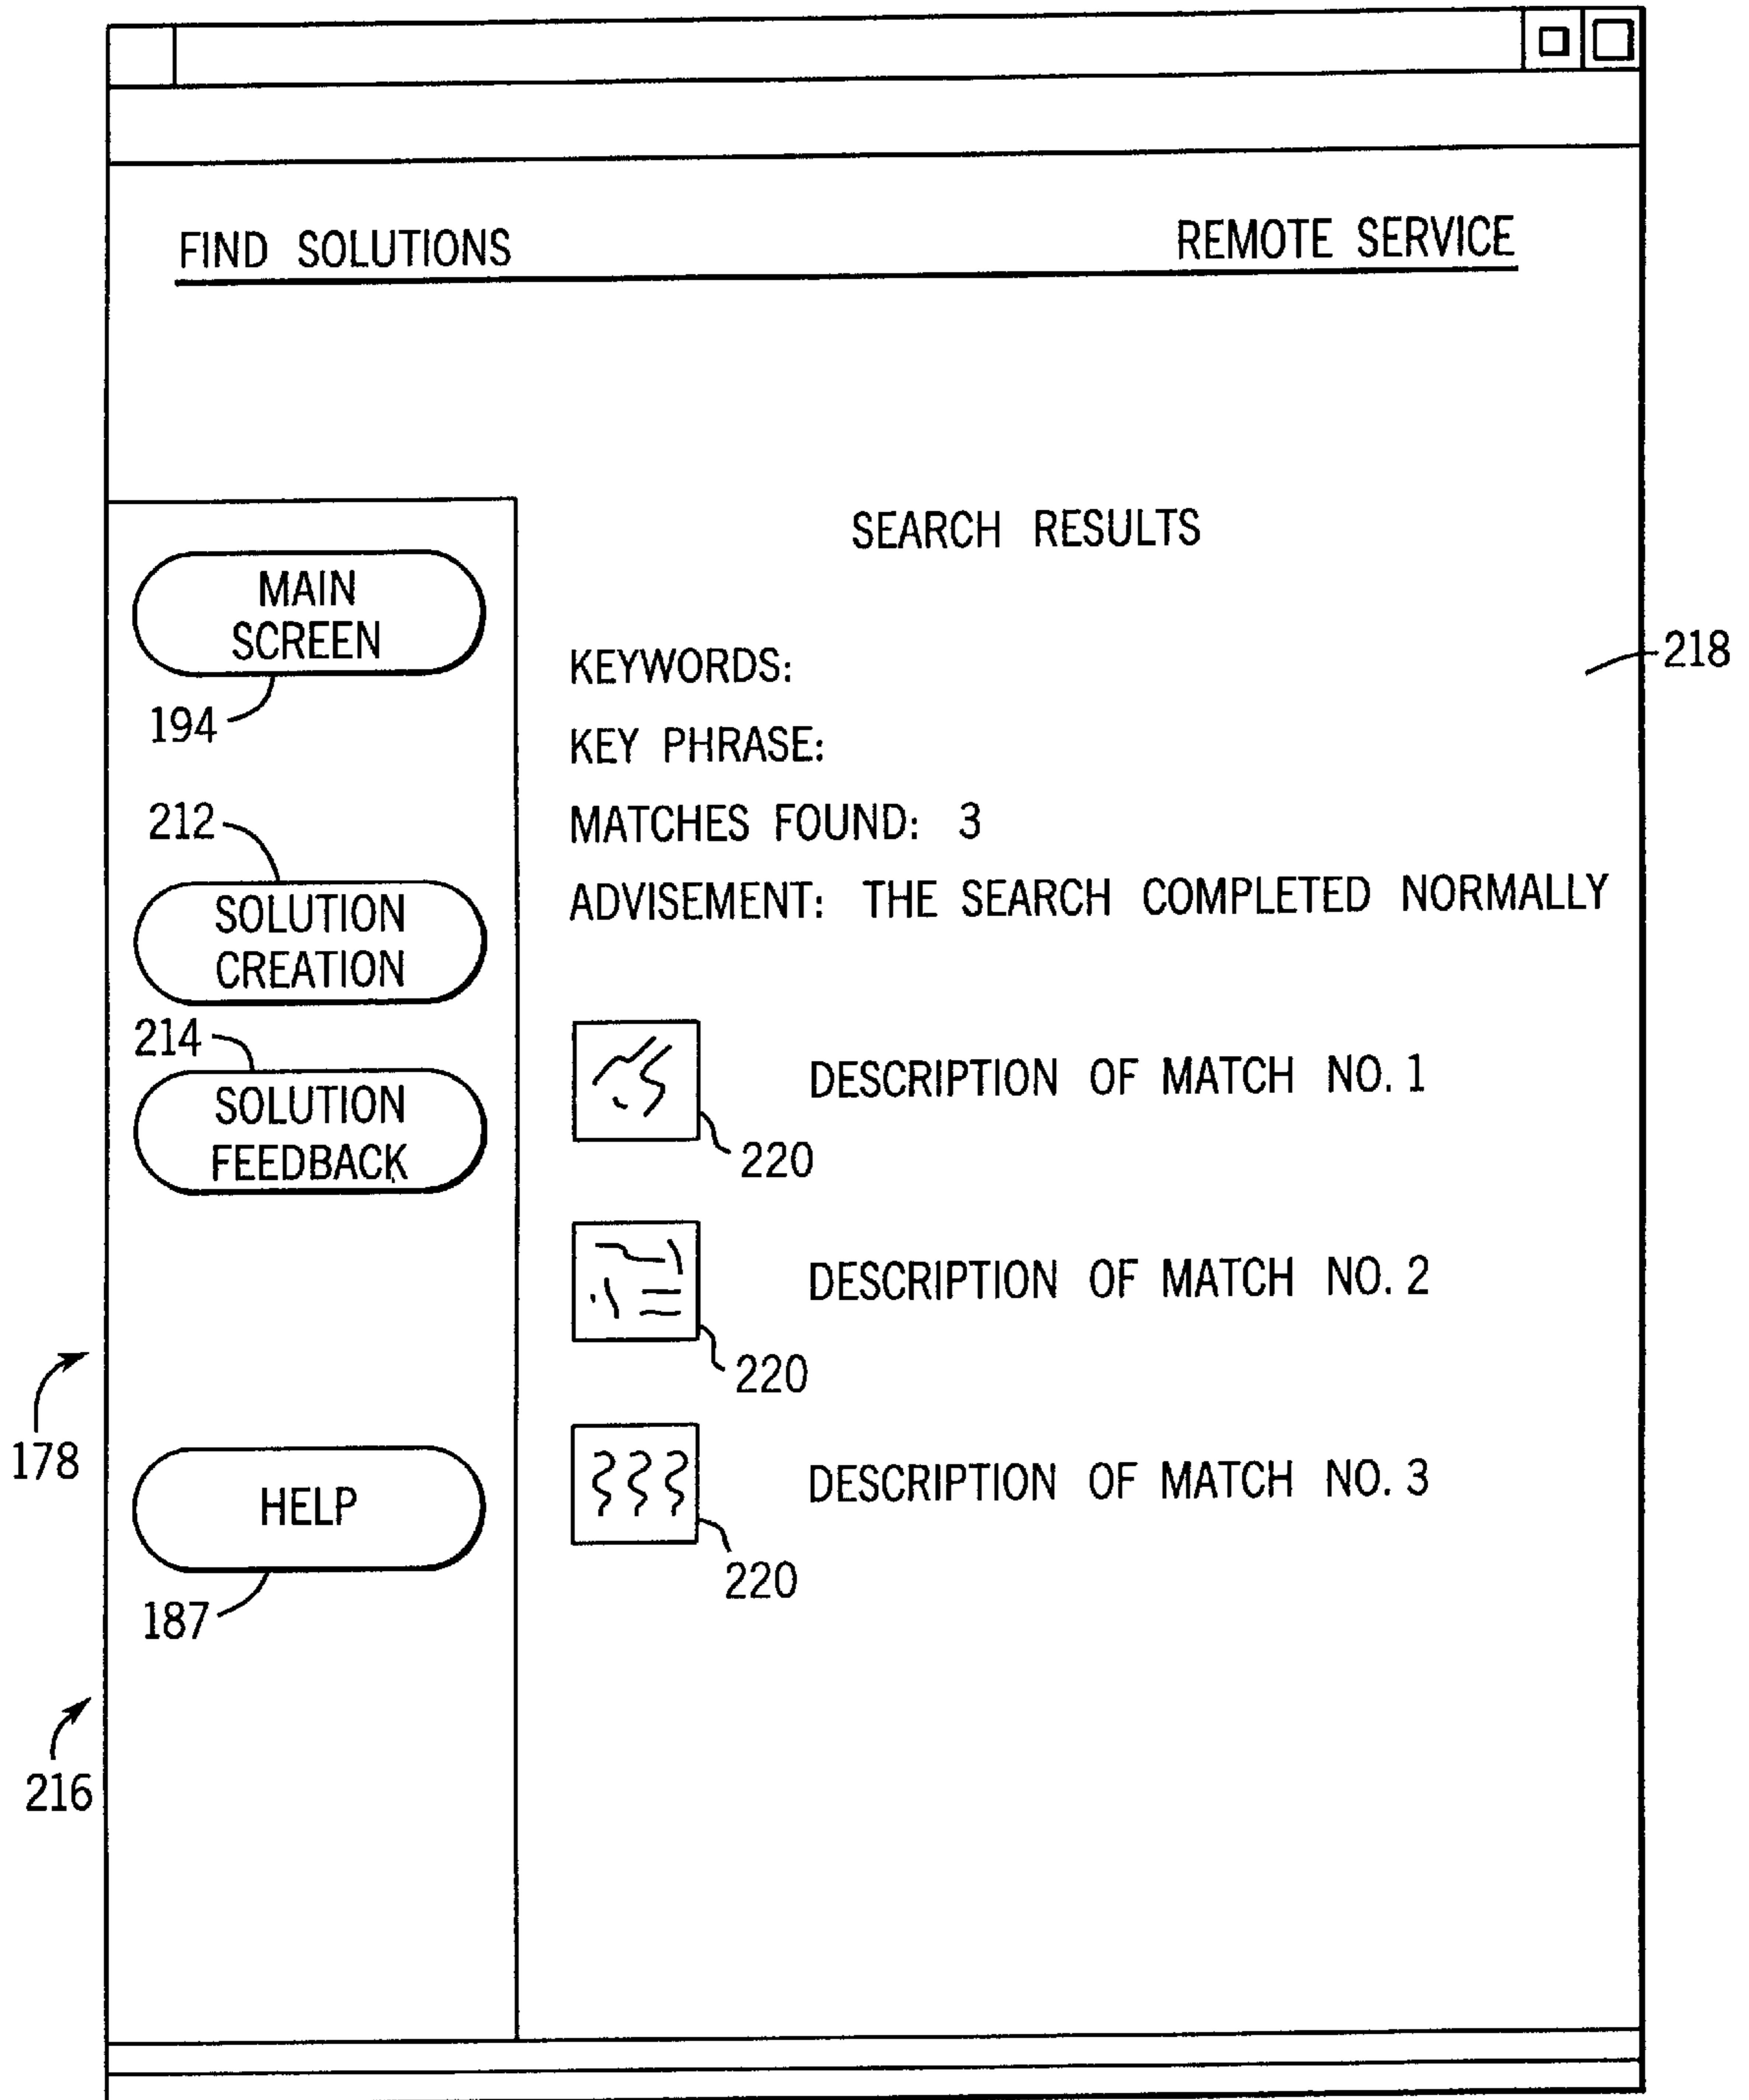 FIND SOLUTIONS REMOTE SERVICE
SEARCH RESULTS
MAIN
SCREEN
194
212
SOLUTION
CREATION
214
SOLUTION
FEEDBACK
178
HELP
187
216
KEYWORDS:
218
KEY PHRASE:
MATCHES FOUND: 3
ADVISEMENT: THE SEARCH COMPLETED NORMALLY
DESCRIPTION OF MATCH NO. 1
220
DESCRIPTION OF MATCH NO. 2
220
DESCRIPTION OF MATCH NO. 3
220